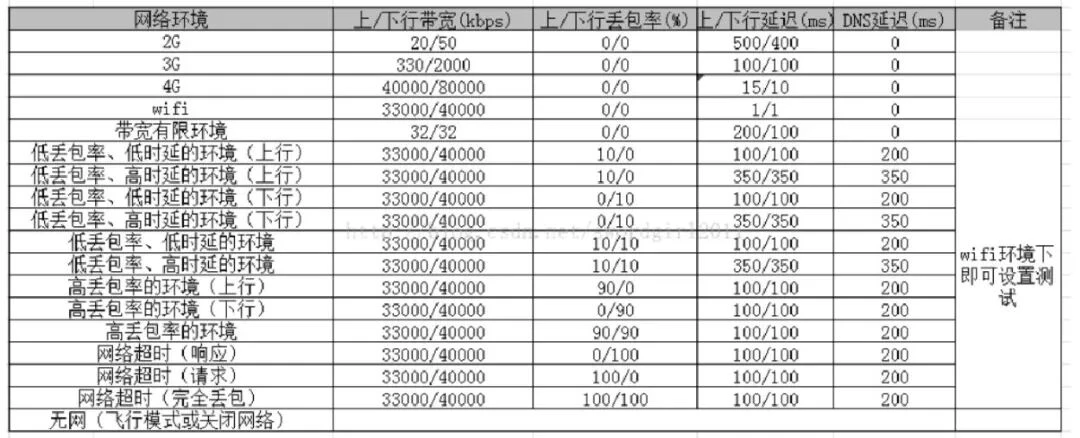 网络环境 上/下行带宽(kbps) 上/下行丢包率(%) 上/下行延迟(ms) DNS延迟(ms) 备注
2G 20/50 0/0 500/400 0
3G 330/2000 0/0 100/100 0
4G 40000/80000 0/0 15/10 0
wifi 33000/40000 0/0 1/1 0
带宽有限环境 32/32 0/0 200/100 0
低丢包率、低时延的环境(上行) 33000/40000 10/0 100/100 200
低丢包率、高时延的环境(上行) 33000/40000 10/0 350/350 350
低丢包率、低时延的环境(下行) 33000/40000 0/10 100/100 200
低丢包率、高时延的环境(下行) 33000/40000 0/10 350/350 350
低丢包率、低时延的环境 33000/40000 10/10 100/100 200
低丢包率、高时延的环境 33000/40000 10/10 350/350 350
高丢包率的环境(上行) 33000/40000 90/0 100/100 200
高丢包率的环境(下行) 33000/40000 0/90 100/100 200
高丢包率的环境 33000/40000 90/90 100/100 200
网络超时(响应) 33000/40000 0/100 100/100 200
网络超时(请求) 33000/40000 100/0 100/100 200
网络超时(完全丢包) 33000/40000 100/100 100/100 200
无网(飞行模式或关闭网络)
wifi环境下
即可设置测
试